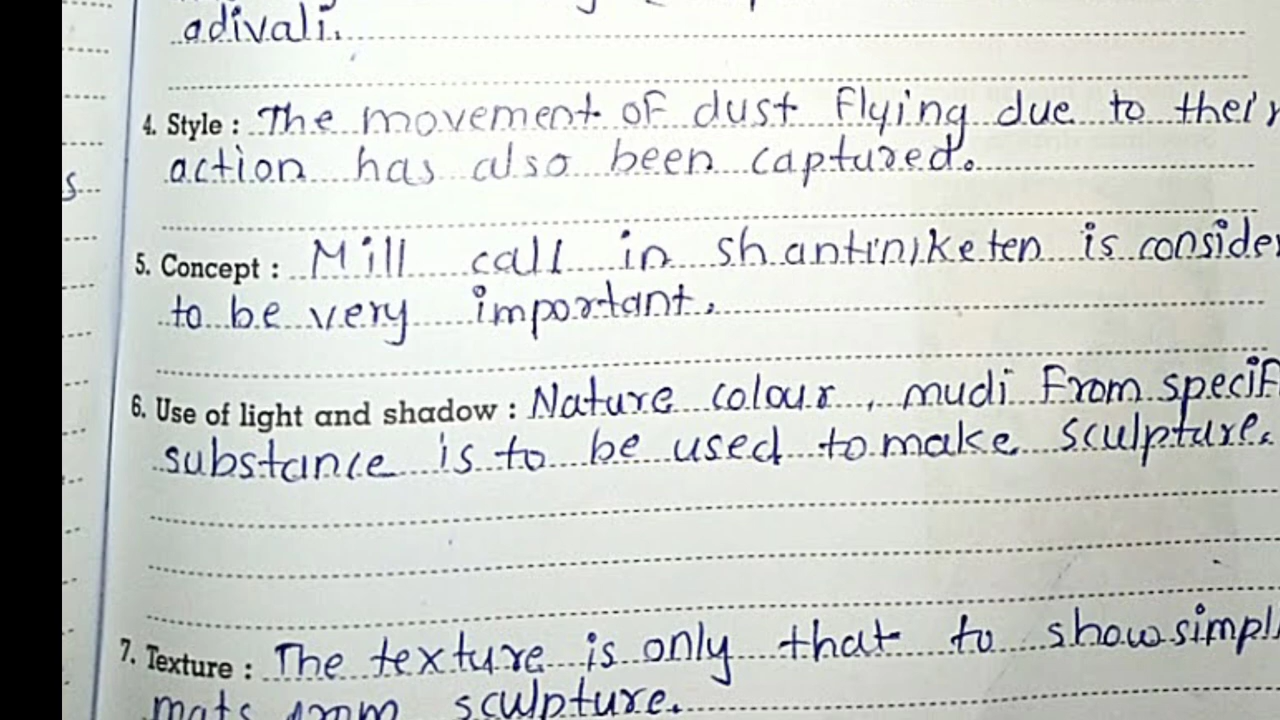 adivali.
4. Style : The movement of dust flying due to their
action has also been captured.
s
5. Concept : Mill call in shantiniketen is conside
to be very important.
6. Use of light and shadow : Nature colour, mudi From specif
substance is to be used to make sculpture.
7. Texture : The texture is only that to show simpl
mats from sculpture.